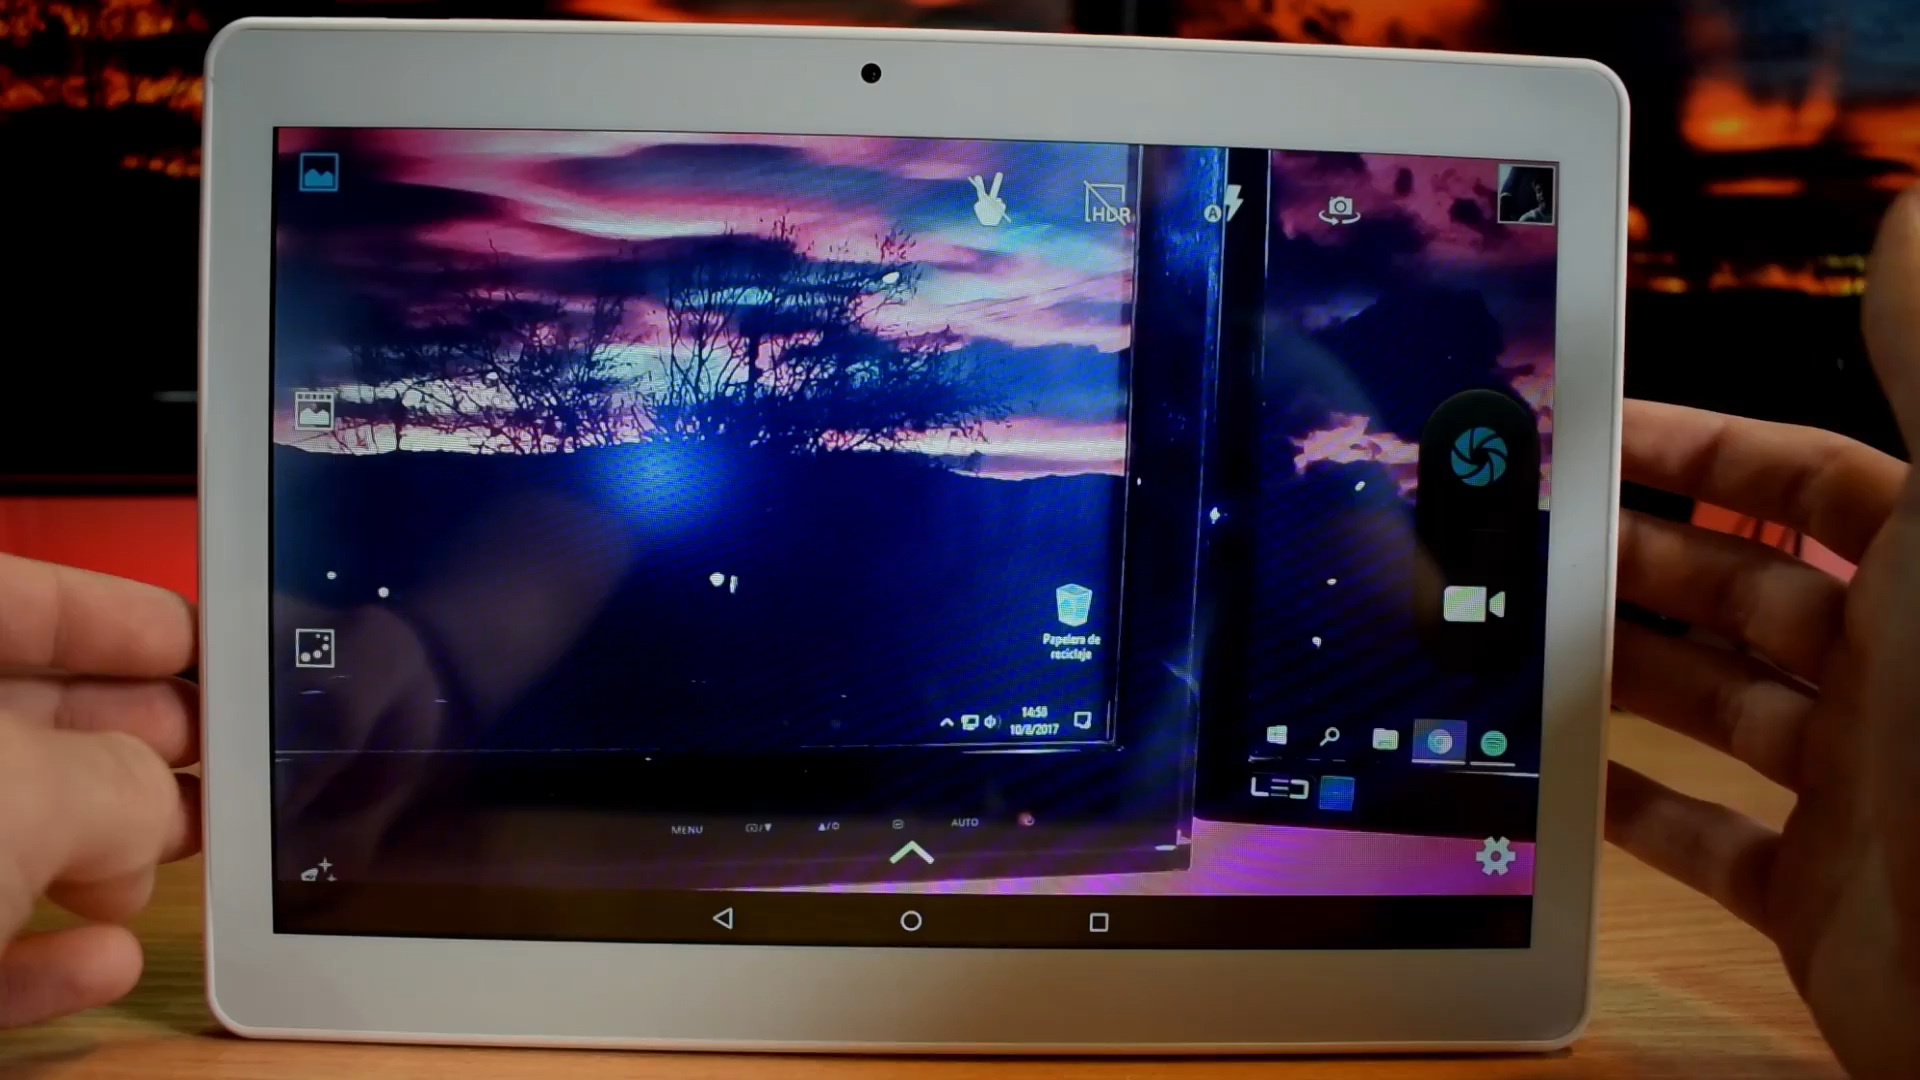 HDR
A
Papelera de
reciclaje
14:58
10/8/2017
LED
MENU
AUTO